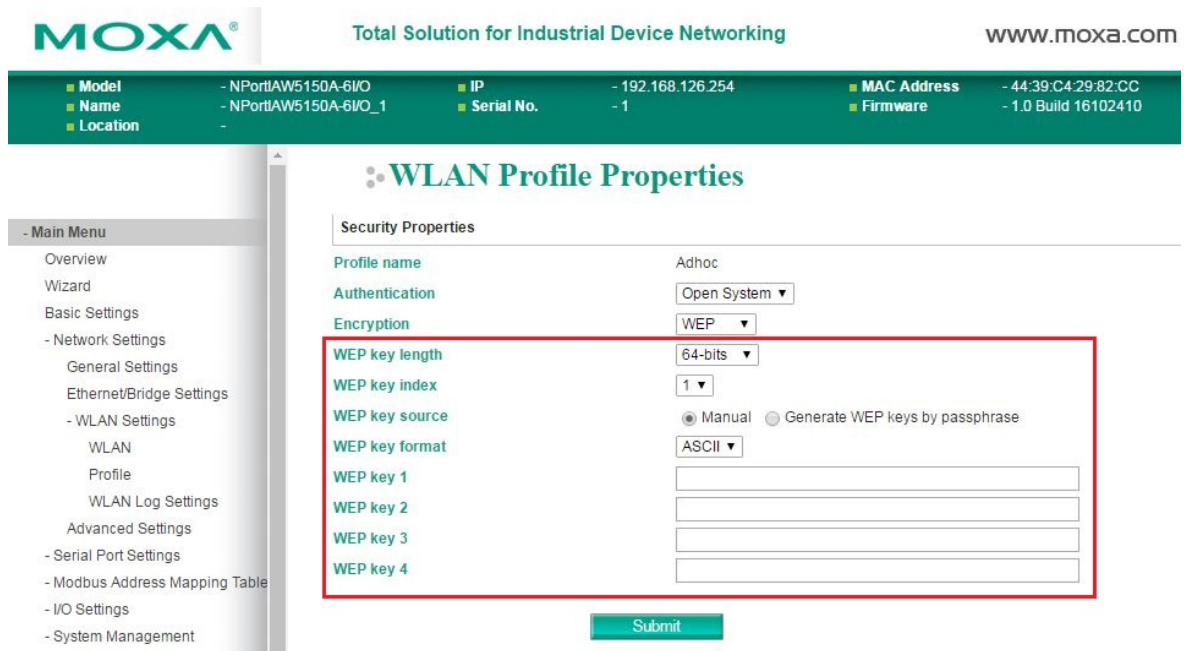 MOXA® Total Solution for Industrial Device Networking www.moxa.com
Model - NPortIAW5150A-6I/O IP - 192.168.126.254 MAC Address - 44:39:C4:29:82:CC
Name - NPortIAW5150A-6I/O_1 Serial No. - 1 Firmware - 1.0 Build 16102410
Location -
WLAN Profile Properties
- Main Menu
Overview
Wizard
Basic Settings
- Network Settings
General Settings
Ethernet/Bridge Settings
- WLAN Settings
WLAN
Profile
WLAN Log Settings
Advanced Settings
- Serial Port Settings
- Modbus Address Mapping Table
- I/O Settings
- System Management
Security Properties
Profile name Adhoc
Authentication Open System
Encryption WEP
WEP key length 64-bits
WEP key index 1
WEP key source Manual Generate WEP keys by passphrase
WEP key format ASCII
WEP key 1
WEP key 2
WEP key 3
WEP key 4
Submit